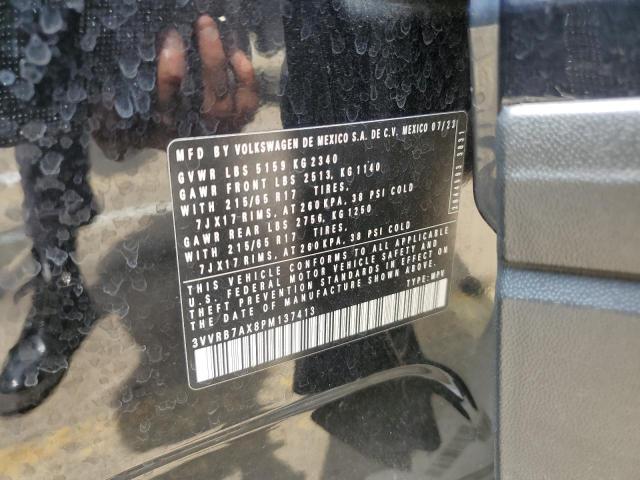 MFD BY VOLKSWAGEN DE MEXICO S.A. DE C.V. MEXICO 07/23
GVWR LBS 5159 KG 2340
GAWR FRONT LBS 2513, KG 1140
WITH 215/65 R17 TIRES.
7JX17 RIMS. AT 260 KPA. 38 PSI COLD
GAWR REAR LBS 2756, KG 1250
WITH 215/65 R17 TIRES.
7JX17 RIMS. AT 260 KPA. 38 PSI COLD
THIS VEHICLE CONFORMS TO ALL APPLICABLE
U.S. FEDERAL MOTOR VEHICLE SAFETY AND
THEFT PREVENTION STANDARDS IN EFFECT ON
THE DATE OF MANUFACTURE SHOWN ABOVE.
3VVRB7AX8PM137413 TYPE-MPV